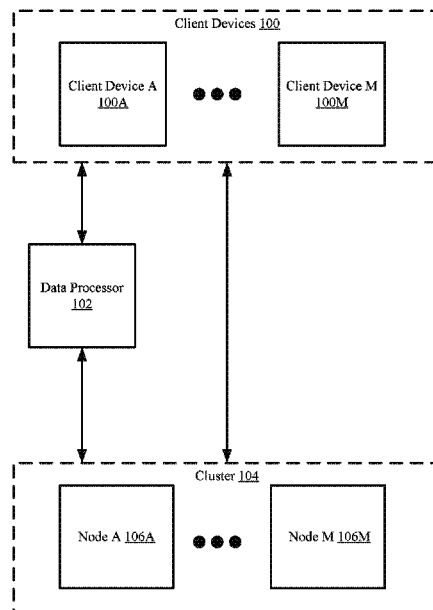 Client Devices 100
Client Device A
100A
Client Device M
100M
Data Processor
102
Cluster 104
Node A 106A
Node M 106M